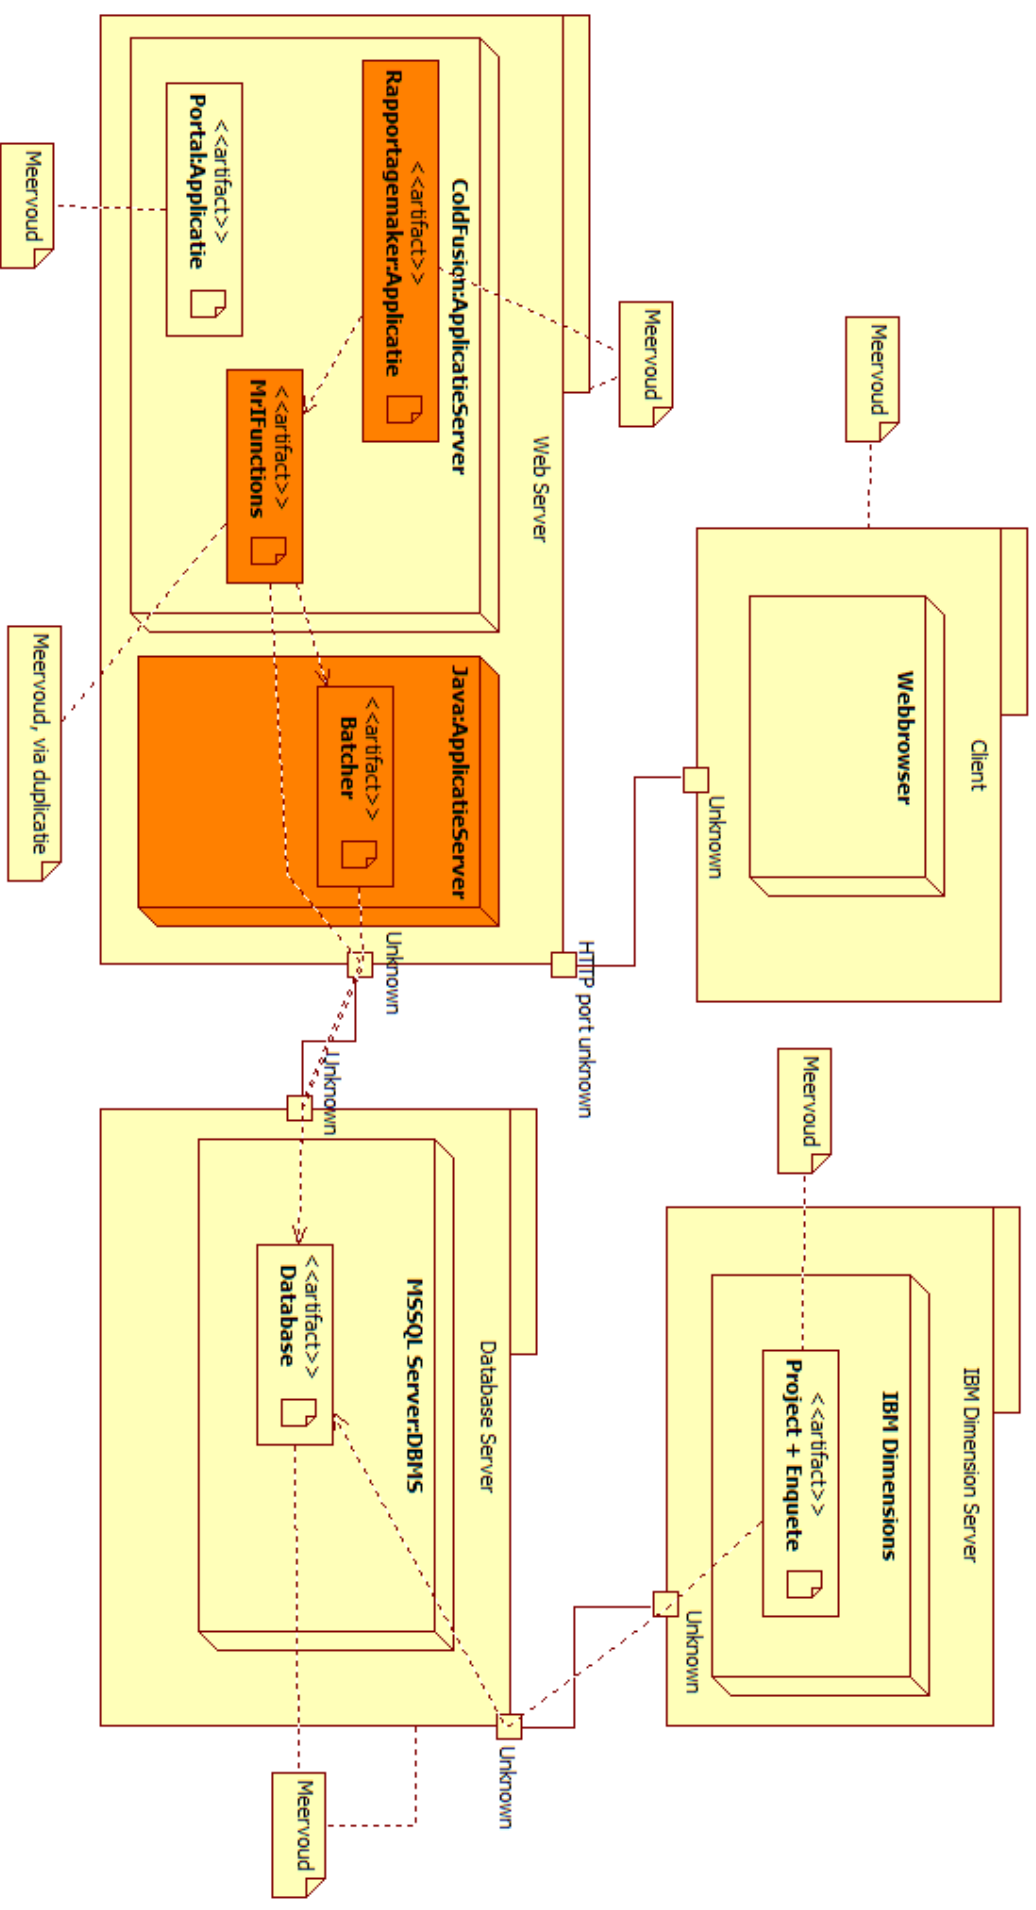 Meervoud
Client
Webbrowser
Unknown
Meervoud
IBM Dimension Server
IBM Dimensions
<<artifact>>
Project + Enquete
Unknown
Meervoud
Web Server
HTTP port unknown
ColdFusion:ApplicatieServer
<<artifact>>
Rapportagemaker:Applicatie
<<artifact>>
Portal:Applicatie
<<artifact>>
MrIFunctions
Java:ApplicatieServer
<<artifact>>
Batcher
Unknown
Meervoud
Meervoud, via duplicatie
Unknown
Database Server
MSSQL Server:DBMS
<<artifact>>
Database
Unknown
Meervoud